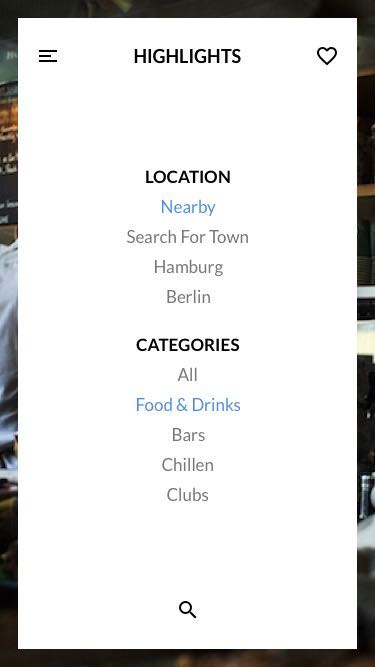 HIGHLIGHTS
LOCATION
Nearby
Search For Town
Hamburg
Berlin
CATEGORIES
All
Food & Drinks
Bars
Chillen
Clubs